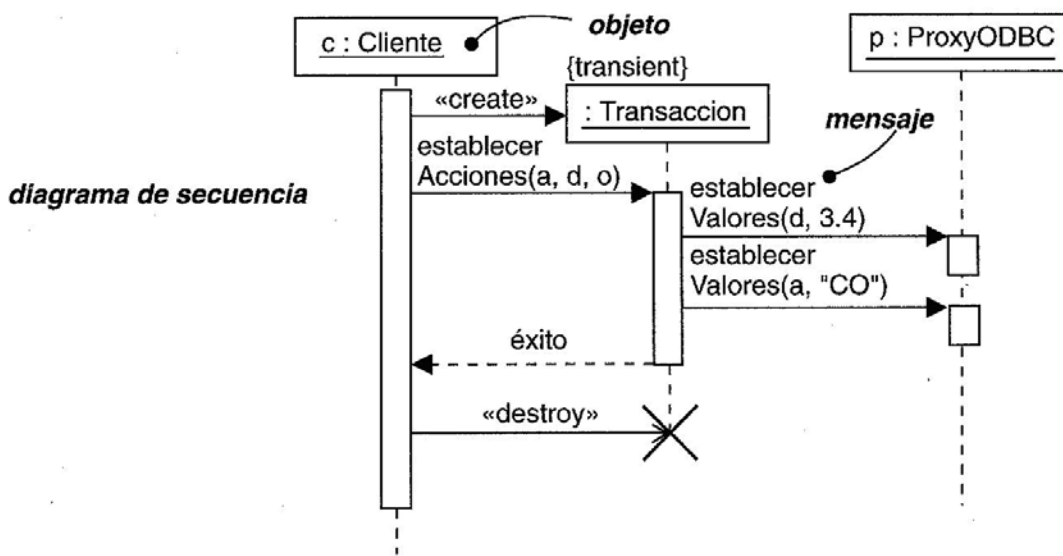 objeto
c : Cliente
p : ProxyODBC
{transient}
«create»
: Transaccion
mensaje
establecer
Acciones(a, d, o)
diagrama de secuencia
establecer
Valores(d, 3.4)
establecer
Valores(a, "CO")
éxito
«destroy»